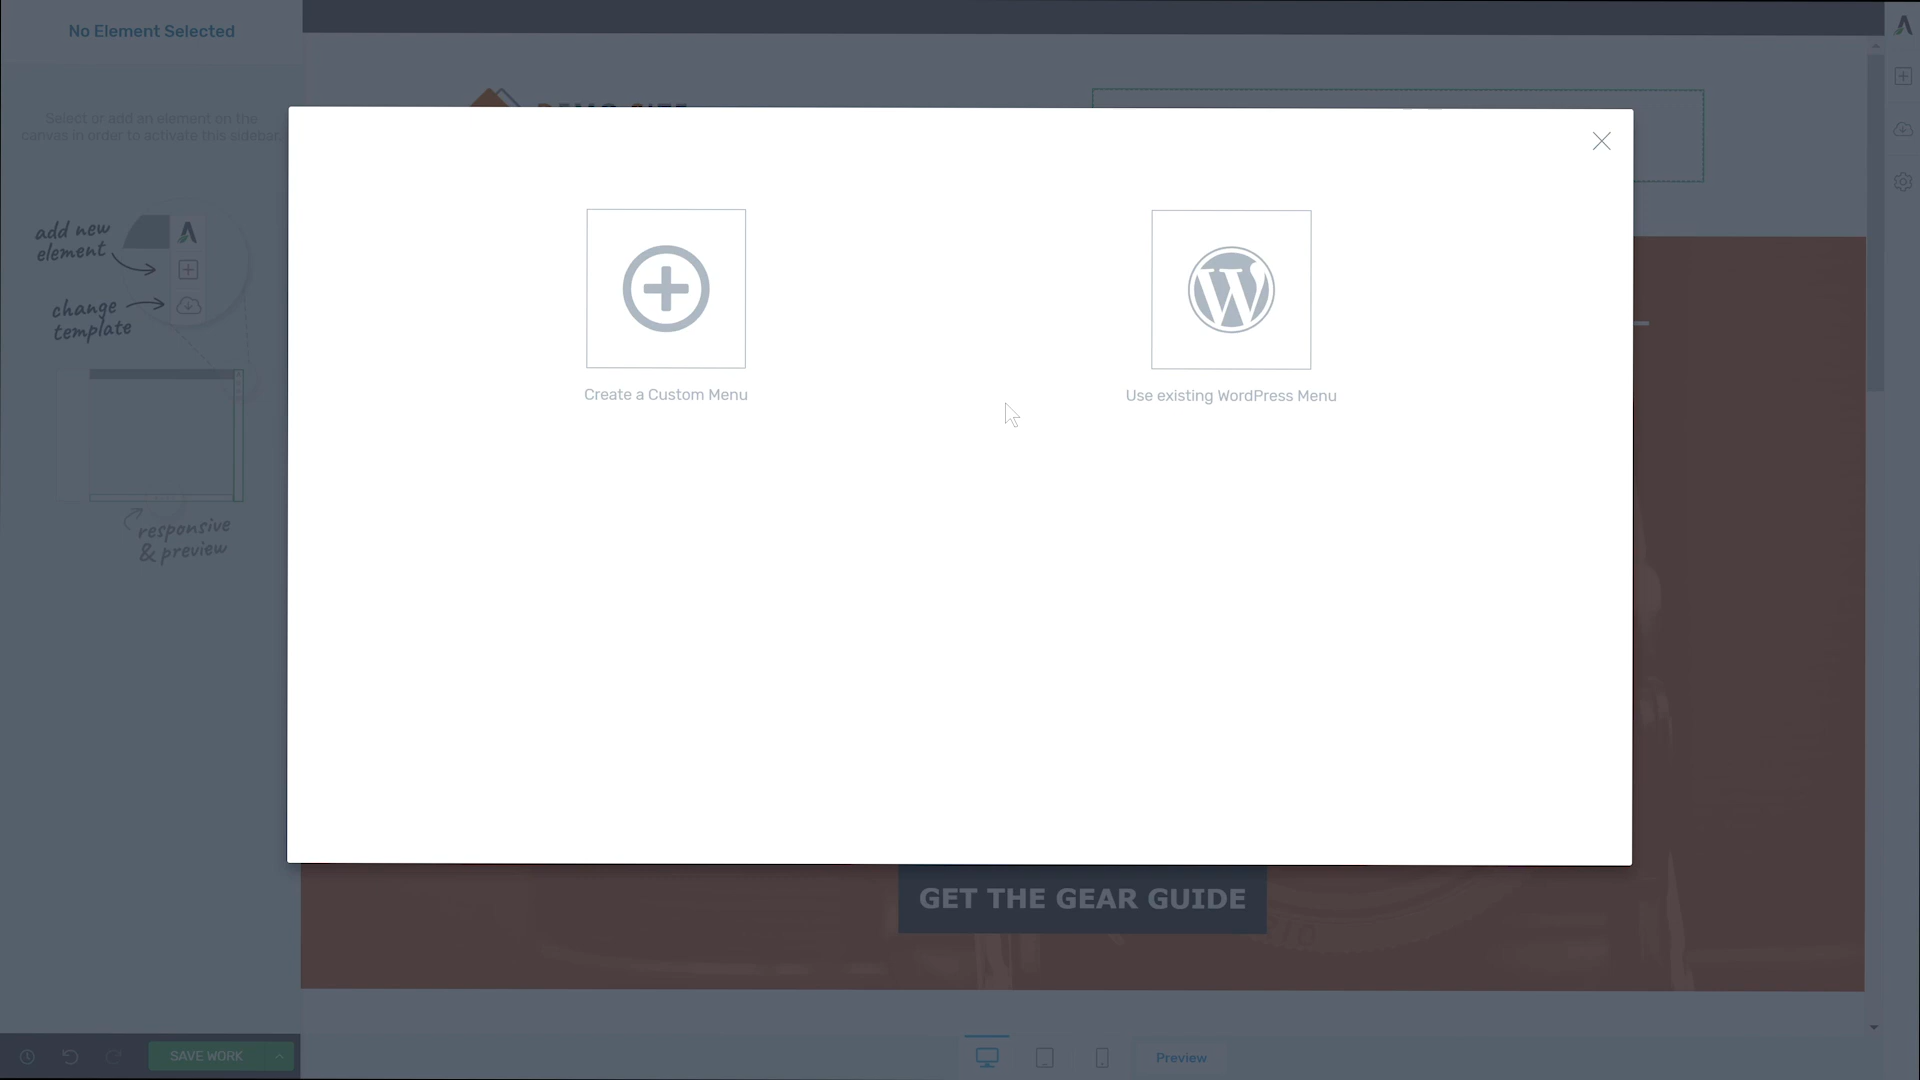 No Element Selected
Select or add an element on the
canvas in order to activate this sidebar.
add new
element
change
template
responsive
& preview
Create a Custom Menu
Use existing WordPress Menu
GET THE GEAR GUIDE
SAVE WORK
Preview